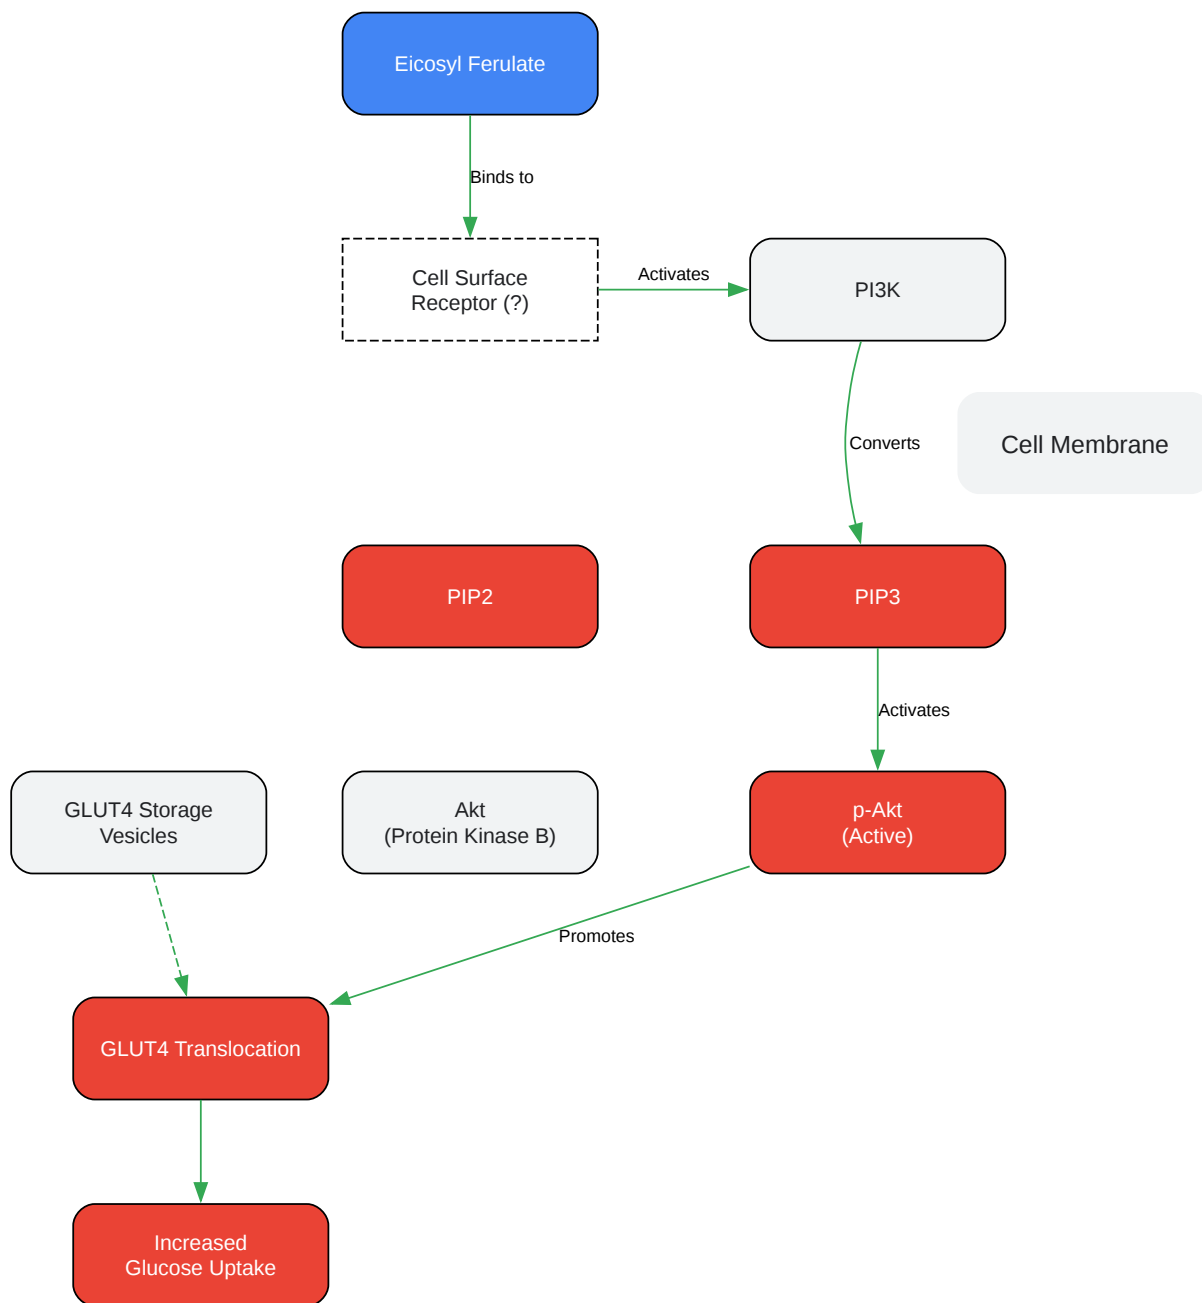 Eicosyl Ferulate
Binds to
Cell Surface
Receptor (?)
Activates
PI3K
Converts
Cell Membrane
PIP2
PIP3
Activates
GLUT4 Storage
Vesicles
Akt
(Protein Kinase B)
p-Akt
(Active)
Promotes
GLUT4 Translocation
Increased
Glucose Uptake